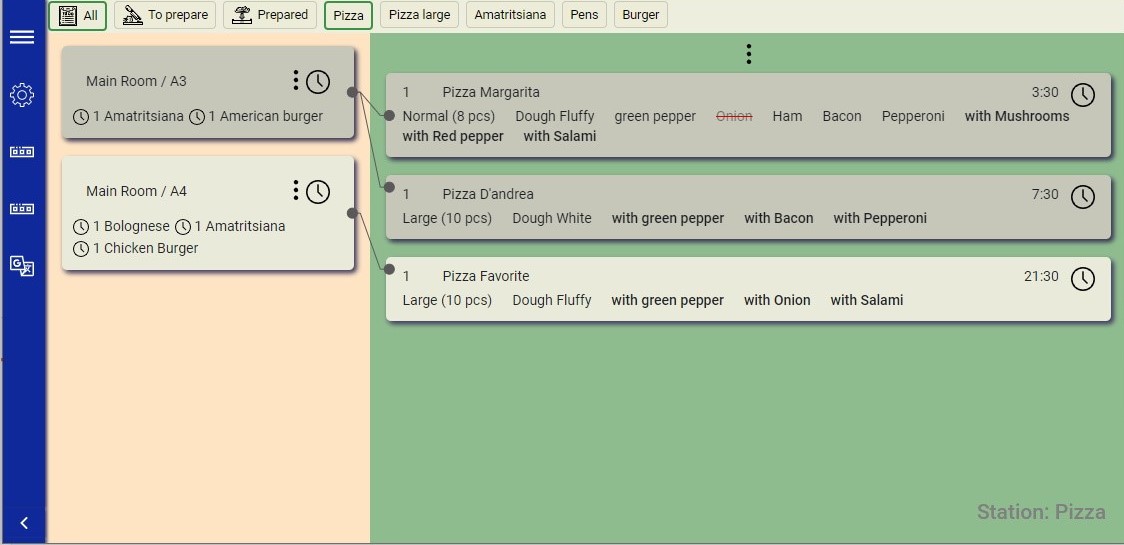 All To prepare Prepared Pizza Pizza large Amatritsiana Pens Burger
Main Room / A3
1 Amatritsiana 1 American burger
Main Room / A4
1 Bolognese 1 Amatritsiana
1 Chicken Burger
1 Pizza Margarita 3:30
Normal (8 pcs) Dough Fluffy green pepper Onion Ham Bacon Pepperoni with Mushrooms
with Red pepper with Salami
1 Pizza D'andrea 7:30
Large (10 pcs) Dough White with green pepper with Bacon with Pepperoni
1 Pizza Favorite 21:30
Large (10 pcs) Dough Fluffy with green pepper with Onion with Salami
Station: Pizza